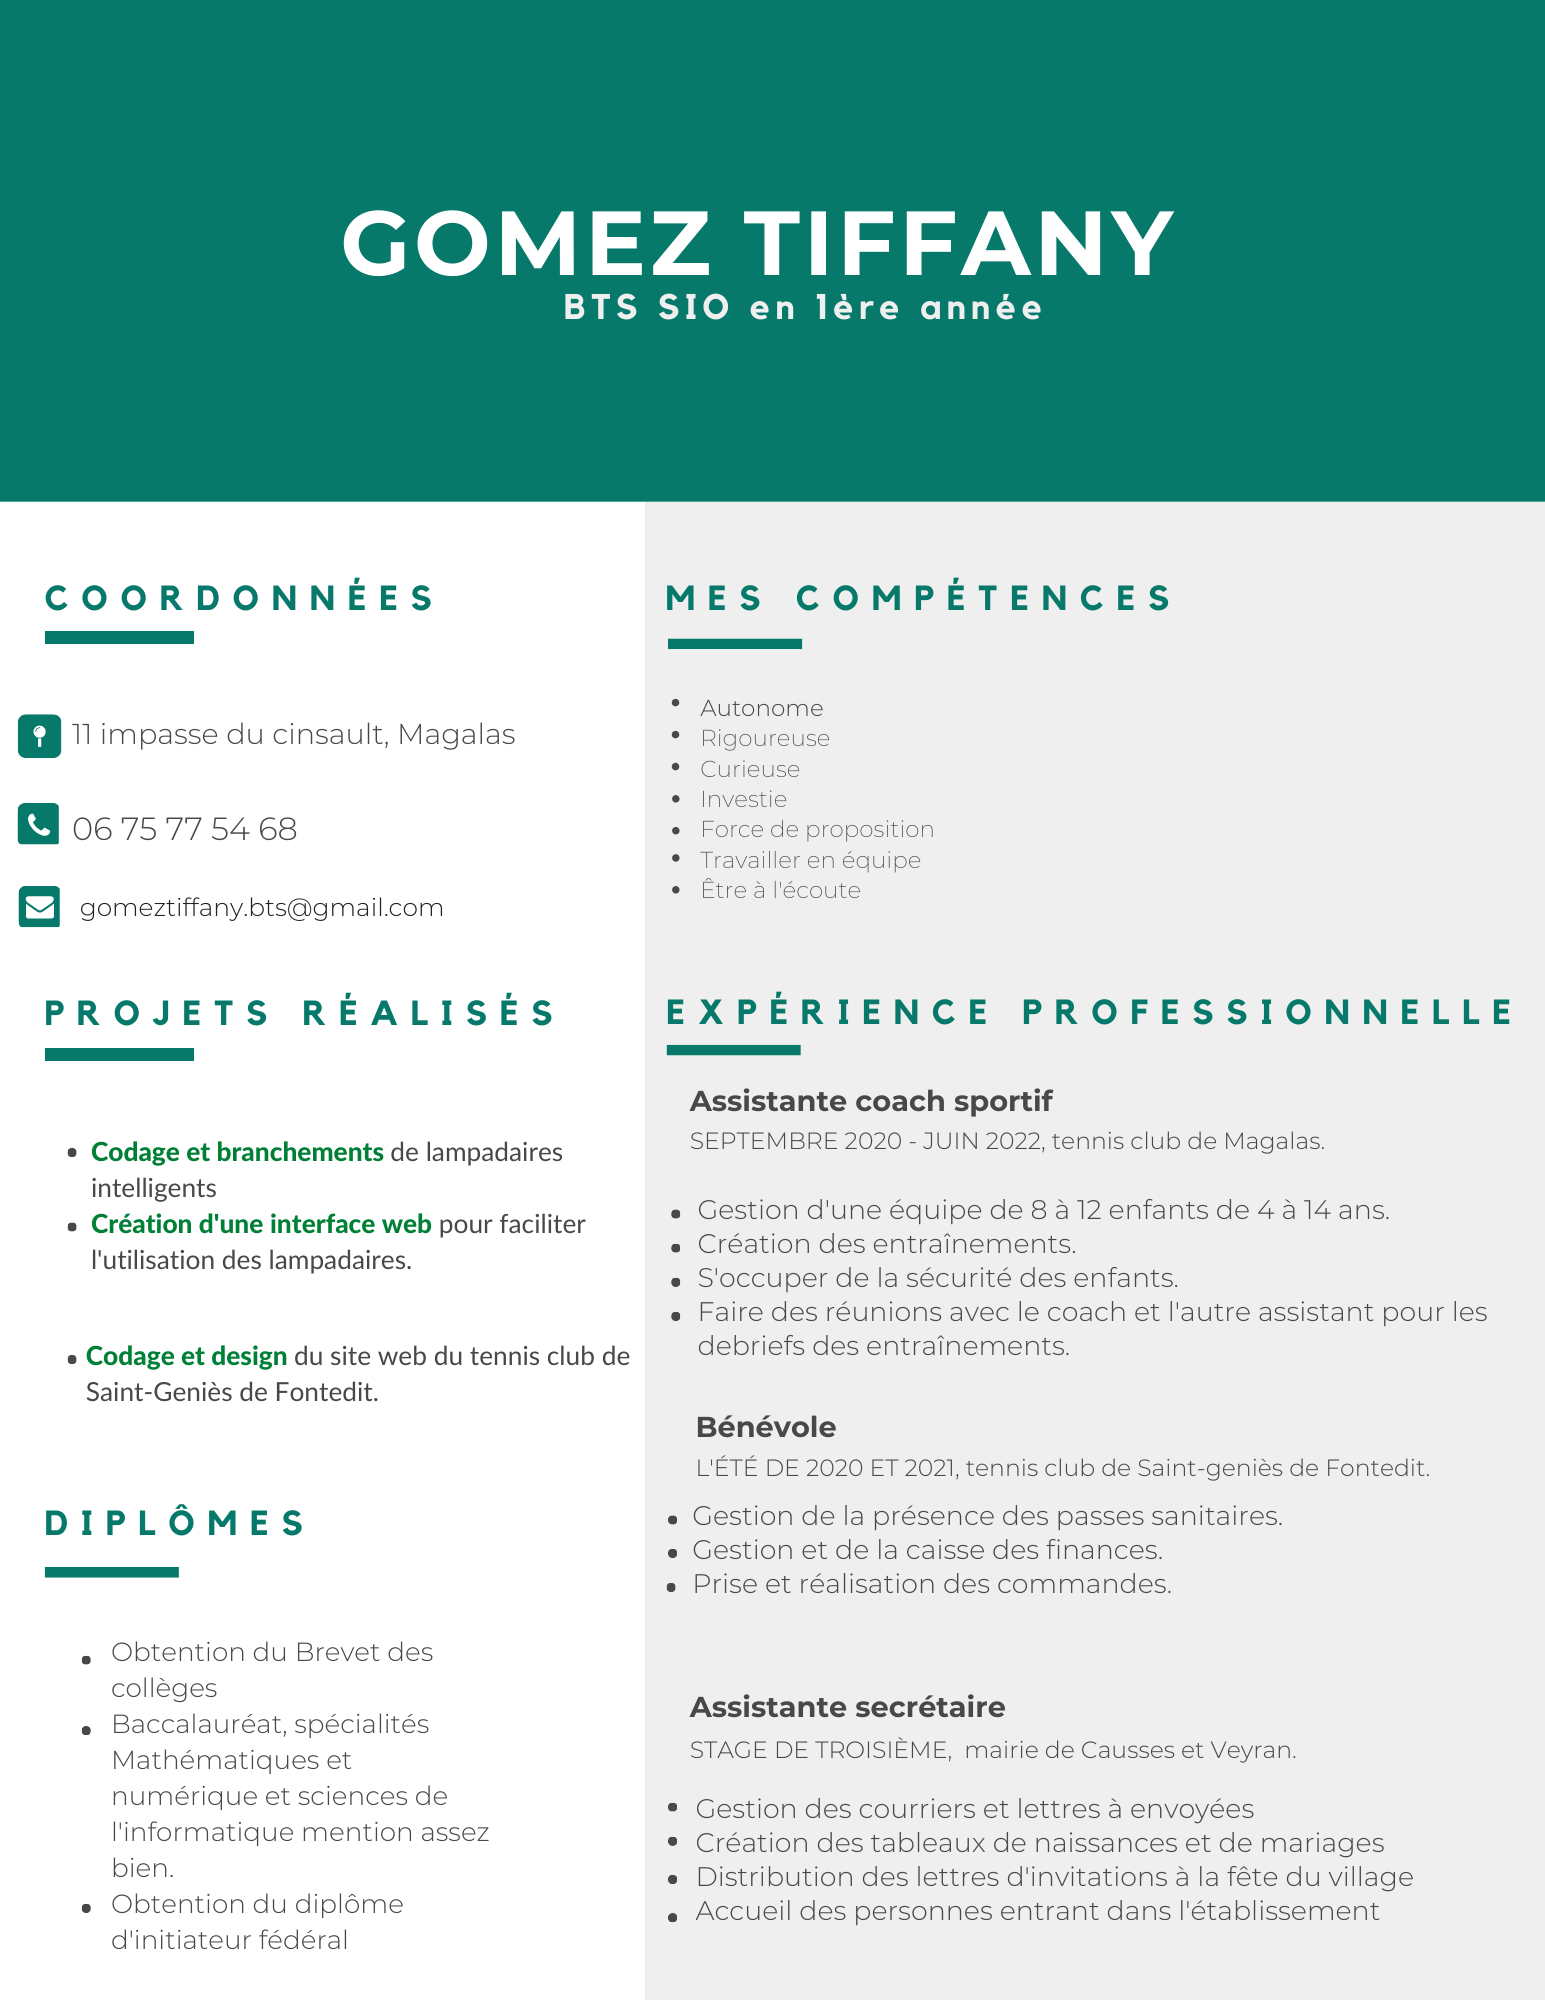 GOMEZ TIFFANY
BTS SIO en 1ère année
COORDONNÉES
11 impasse du cinsault, Magalas
06 75 77 54 68
gomeztiffany.bts@gmail.com
PROJETS RÉALISÉS
• Codage et branchements de lampadaires
intelligents
• Création d'une interface web pour faciliter
l'utilisation des lampadaires.
• Codage et design du site web du tennis club de
Saint-Geniès de Fontedit.
DIPLÔMES
• Obtention du Brevet des
collèges
• Baccalauréat, spécialités
Mathématiques et
numérique et sciences de
l'informatique mention assez
bien.
• Obtention du diplôme
d'initiateur fédéral
MES COMPÉTENCES
• Autonome
• Rigoureuse
• Curieuse
• Investie
• Force de proposition
• Travailler en équipe
• Être à l'écoute
EXPÉRIENCE PROFESSIONNELLE
Assistante coach sportif
SEPTEMBRE 2020 - JUIN 2022, tennis club de Magalas.
• Gestion d'une équipe de 8 à 12 enfants de 4 à 14 ans.
• Création des entraînements.
• S'occuper de la sécurité des enfants.
• Faire des réunions avec le coach et l'autre assistant pour les
debriefs des entraînements.
Bénévole
L'ÉTÉ DE 2020 ET 2021, tennis club de Saint-geniès de Fontedit.
• Gestion de la présence des passes sanitaires.
• Gestion et de la caisse des finances.
• Prise et réalisation des commandes.
Assistante secrétaire
STAGE DE TROISIÈME, mairie de Causses et Veyran.
• Gestion des courriers et lettres à envoyées
• Création des tableaux de naissances et de mariages
• Distribution des lettres d'invitations à la fête du village
• Accueil des personnes entrant dans l'établissement